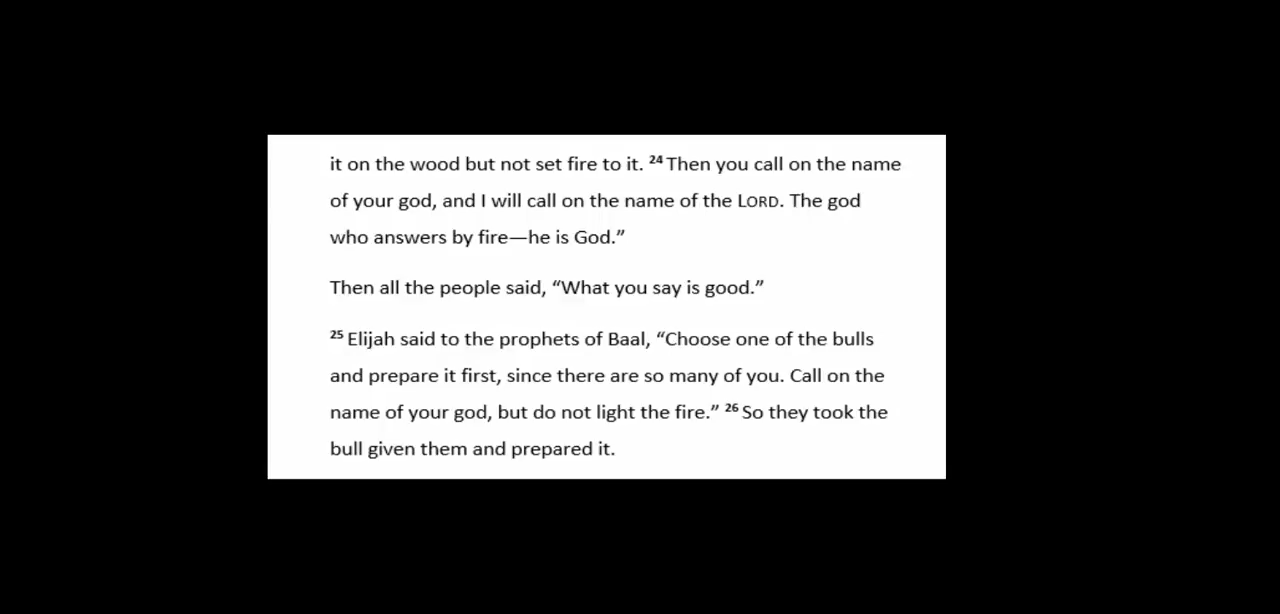 it on the wood but not set fire to it. 24 Then you call on the name
of your god, and I will call on the name of the LORD. The god
who answers by fire—he is God.”
Then all the people said, “What you say is good.”
25 Elijah said to the prophets of Baal, “Choose one of the bulls
and prepare it first, since there are so many of you. Call on the
name of your god, but do not light the fire.” 26 So they took the
bull given them and prepared it.